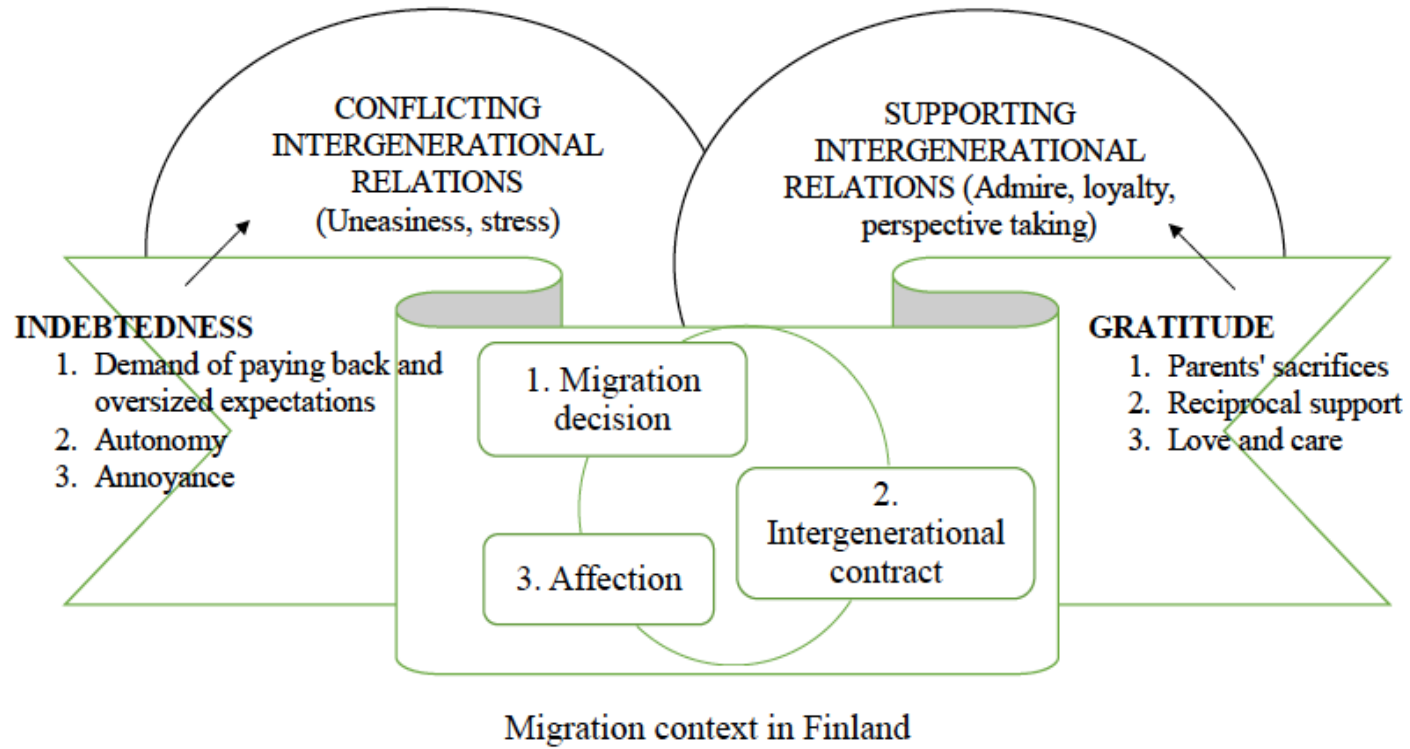 CONFLICTING
INTERGENERATIONAL
RELATIONS
(Uneasiness, stress)
SUPPORTING
INTERGENERATIONAL
RELATIONS (Admire, loyalty,
perspective taking)
INDEBTEDNESS
1. Demand of paying back and
oversized expectations
2. Autonomy
3. Annoyance
1. Migration
decision
2.
Intergenerational
contract
3. Affection
GRATITUDE
1. Parents' sacrifices
2. Reciprocal support
3. Love and care
Migration context in Finland